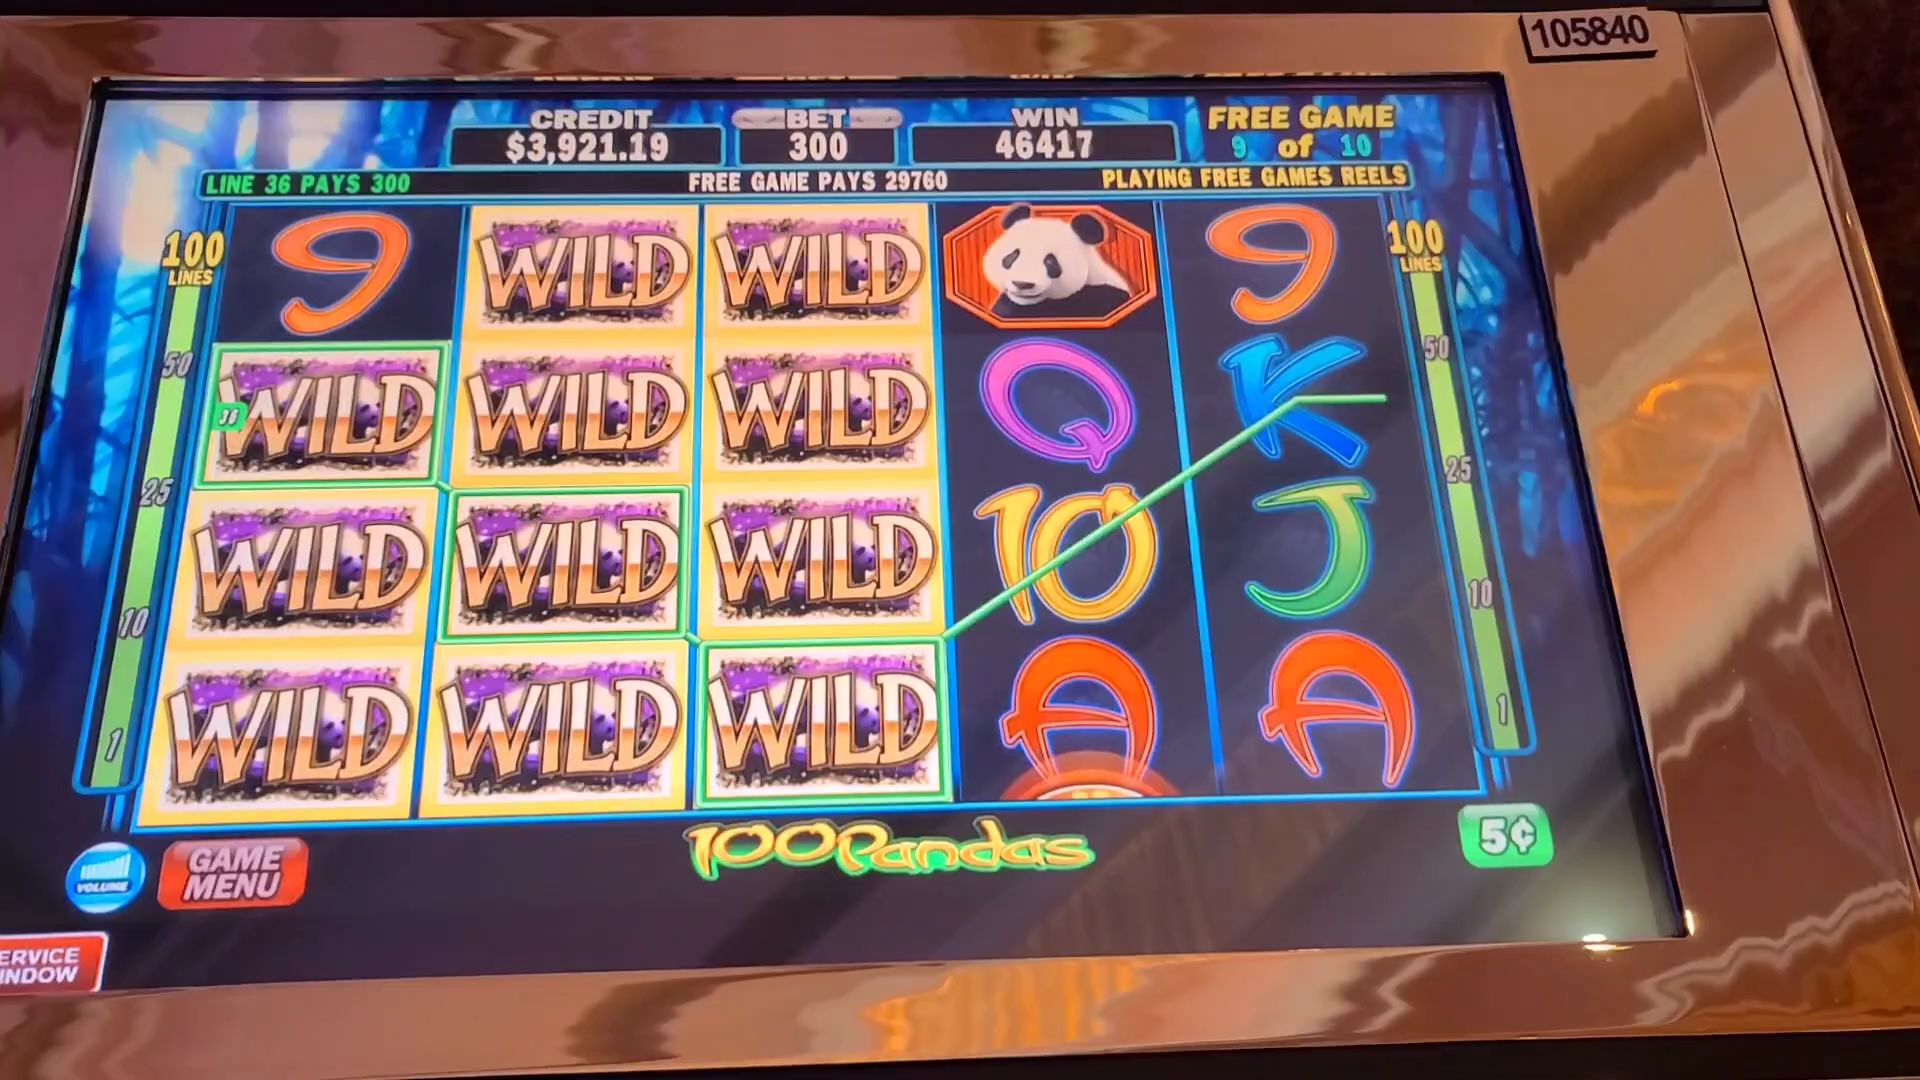 105840
CREDIT BET WIN FREE GAME
$3,921.19 300 46417 9 of 10
LINE 36 PAYS 300 FREE GAME PAYS 29760 PLAYING FREE GAMES REELS
100 LINES
50
25
10
1
9 WILD WILD 9
WILD WILD WILD Q K
WILD WILD WILD 10 J
WILD WILD WILD A A
100 LINES
50
25
10
1
100 Pandas
5¢
VOLUME
GAME MENU
ERVICE
INDOW